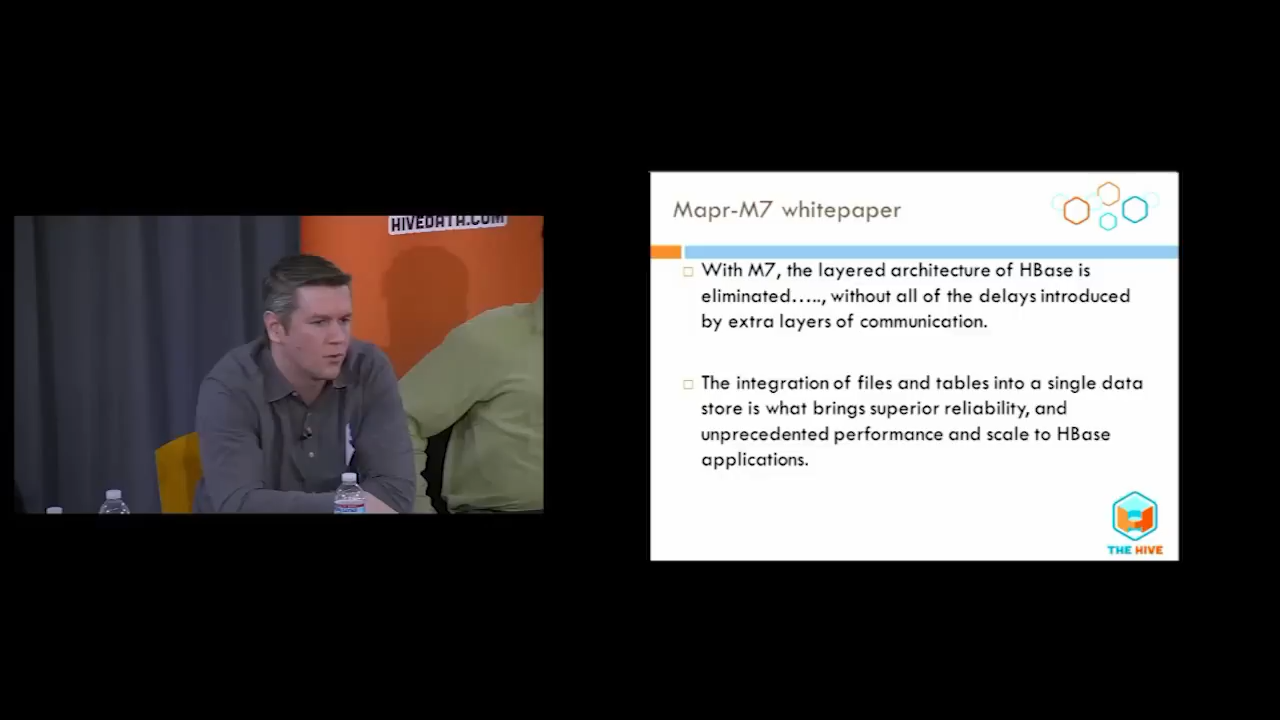 HIVEDATA.COM
Mapr-M7 whitepaper
With M7, the layered architecture of HBase is
eliminated….., without all of the delays introduced
by extra layers of communication.
The integration of files and tables into a single data
store is what brings superior reliability, and
unprecedented performance and scale to HBase
applications.
THE HIVE